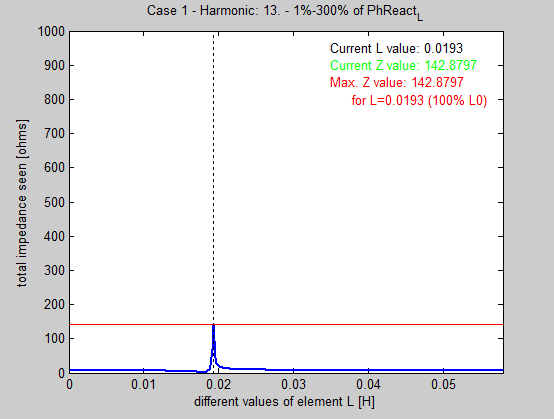 Case 1 - Harmonic: 13. - 1%-300% of PhReact_L
Current L value: 0.0193
Current Z value: 142.8797
Max. Z value: 142.8797
for L=0.0193 (100% L0)
total impedance seen [ohms]
1000
900
800
700
600
500
400
300
200
100
0
0 0.01 0.02 0.03 0.04 0.05
different values of element L [H]